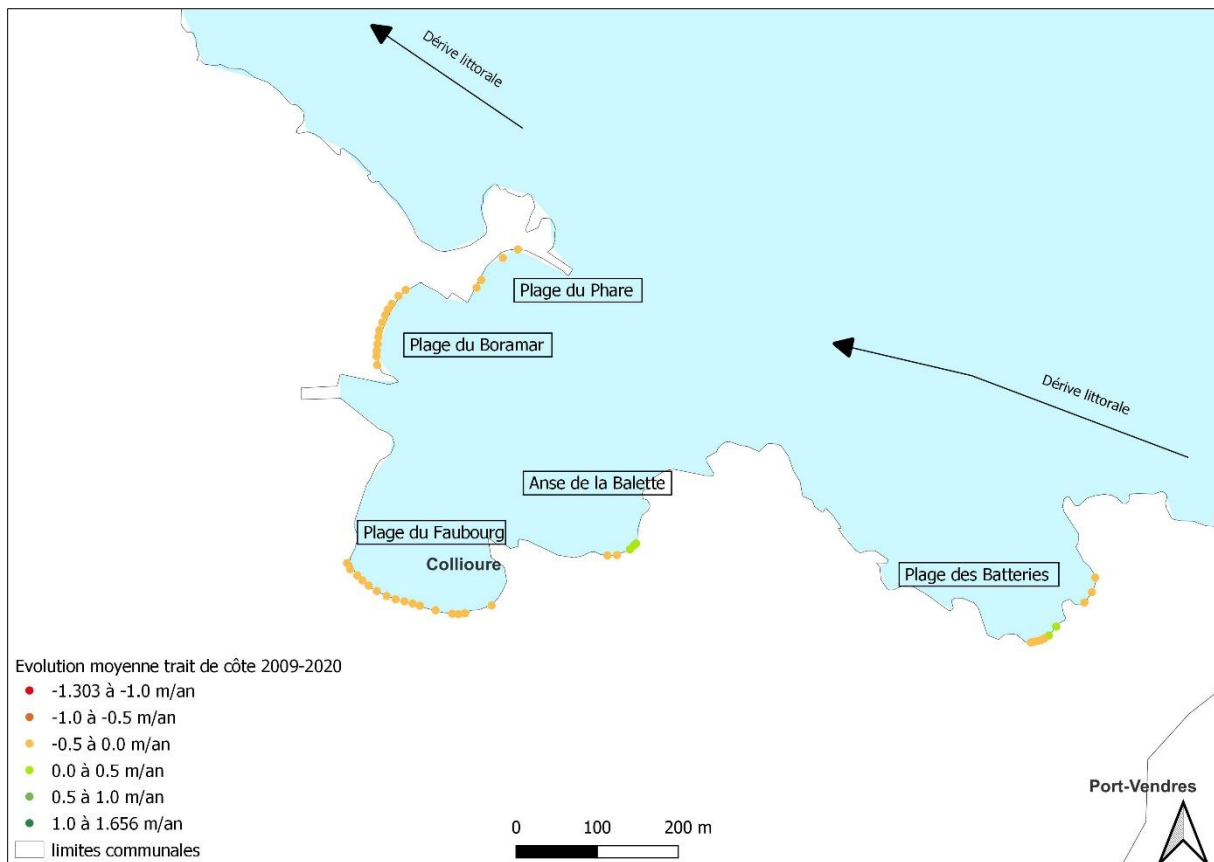 Dérive littorale
Plage du Phare
Plage du Boramar
Dérive littorale
Anse de la Balette
Plage du Faubourg
Collioure
Plage des Batteries
Evolution moyenne trait de côte 2009-2020
-1.303 à -1.0 m/an
-1.0 à -0.5 m/an
-0.5 à 0.0 m/an
0.0 à 0.5 m/an
0.5 à 1.0 m/an
1.0 à 1.656 m/an
limites communales
0 100 200 m
Port-Vendres